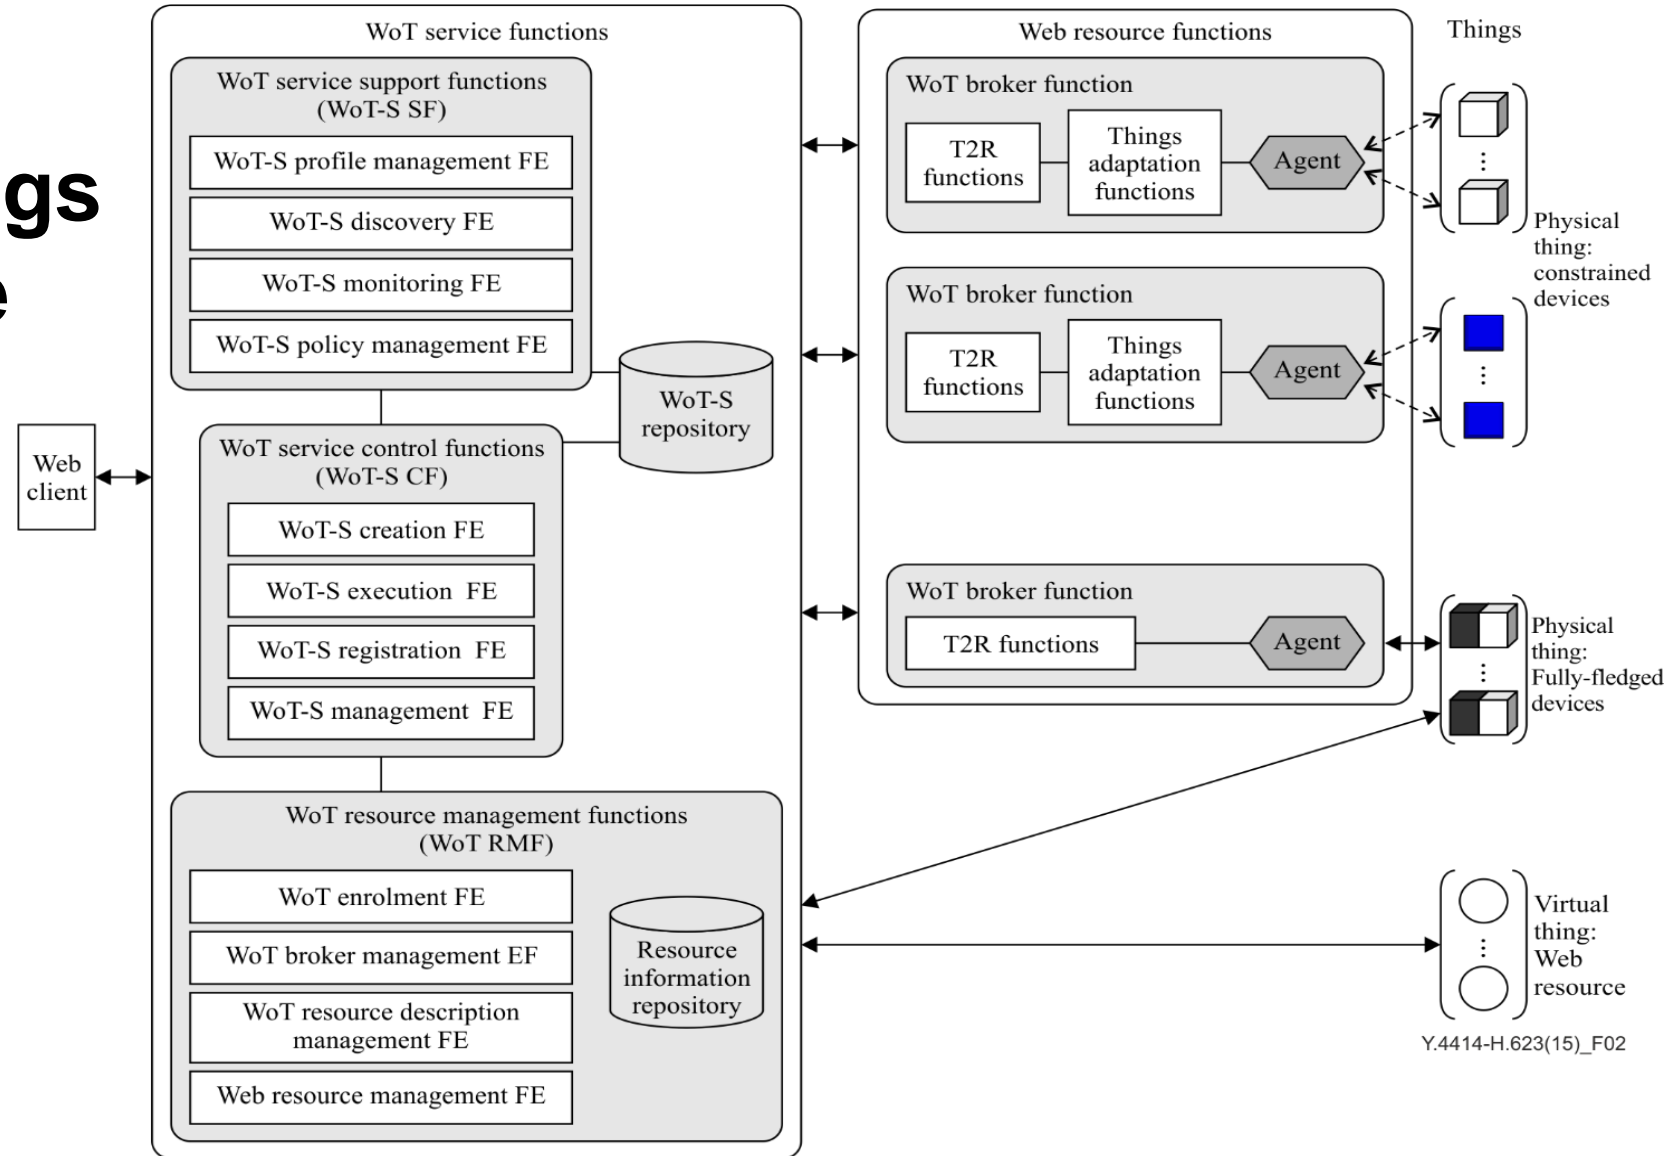 gs
e
Web
client
WoT service functions
WoT service support functions
(WoT-S SF)
WoT-S profile management FE
WoT-S discovery FE
WoT-S monitoring FE
WoT-S policy management FE
WoT-S
repository
WoT service control functions
(WoT-S CF)
WoT-S creation FE
WoT-S execution FE
WoT-S registration FE
WoT-S management FE
WoT resource management functions
(WoT RMF)
WoT enrolment FE
WoT broker management EF
WoT resource description
management FE
Web resource management FE
Resource
information
repository
Web resource functions
WoT broker function
T2R
functions
Things
adaptation
functions
Agent
WoT broker function
T2R
functions
Things
adaptation
functions
Agent
WoT broker function
T2R functions
Agent
Things
Physical
thing:
constrained
devices
Physical
thing:
Fully-fledged
devices
Virtual
thing:
Web
resource
Y.4414-H.623(15)_F02